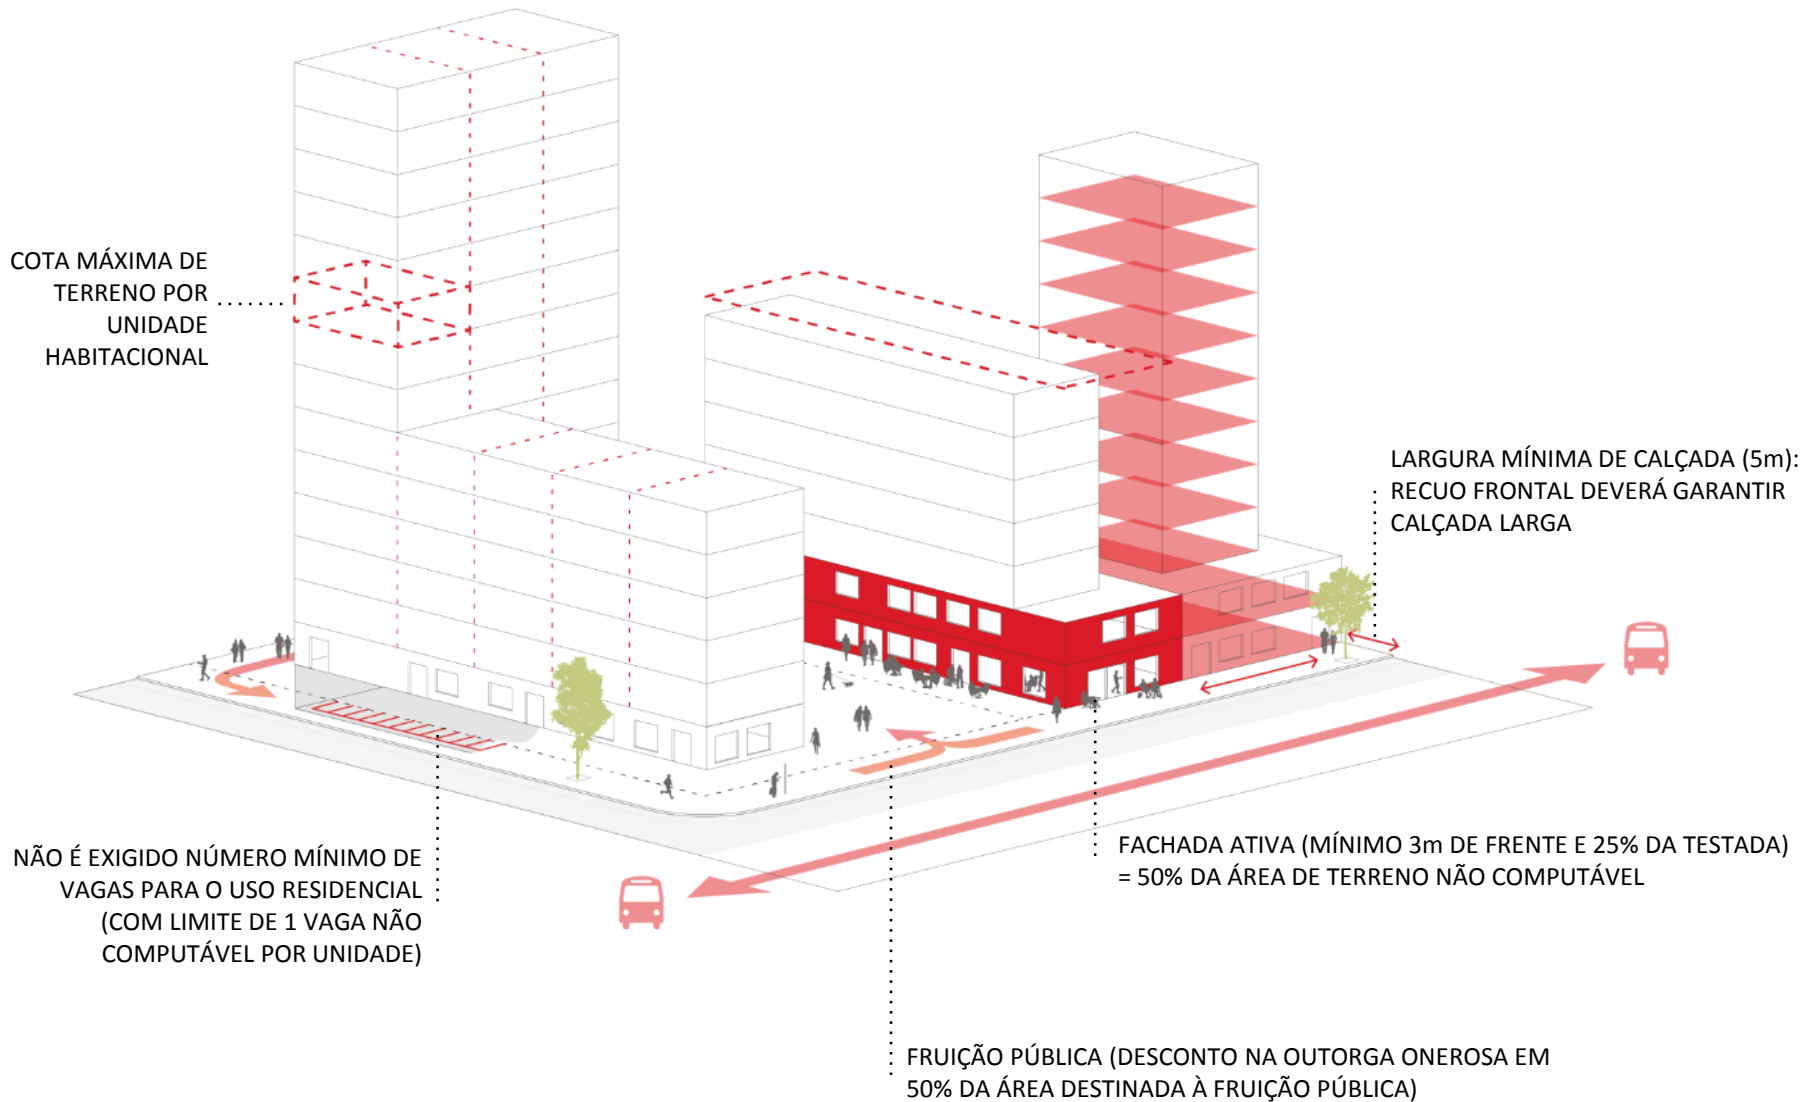 COTA MÁXIMA DE
TERRENO POR
UNIDADE
HABITACIONAL
LARGURA MÍNIMA DE CALÇADA (5m):
RECUO FRONTAL DEVERÁ GARANTIR
CALÇADA LARGA
NÃO É EXIGIDO NÚMERO MÍNIMO DE
VAGAS PARA O USO RESIDENCIAL
(COM LIMITE DE 1 VAGA NÃO
COMPUTÁVEL POR UNIDADE)
FACHADA ATIVA (MÍNIMO 3m DE FRENTE E 25% DA TESTADA)
= 50% DA ÁREA DE TERRENO NÃO COMPUTÁVEL
FRUIÇÃO PÚBLICA (DESCONTO NA OUTORGA ONEROSA EM
50% DA ÁREA DESTINADA À FRUIÇÃO PÚBLICA)